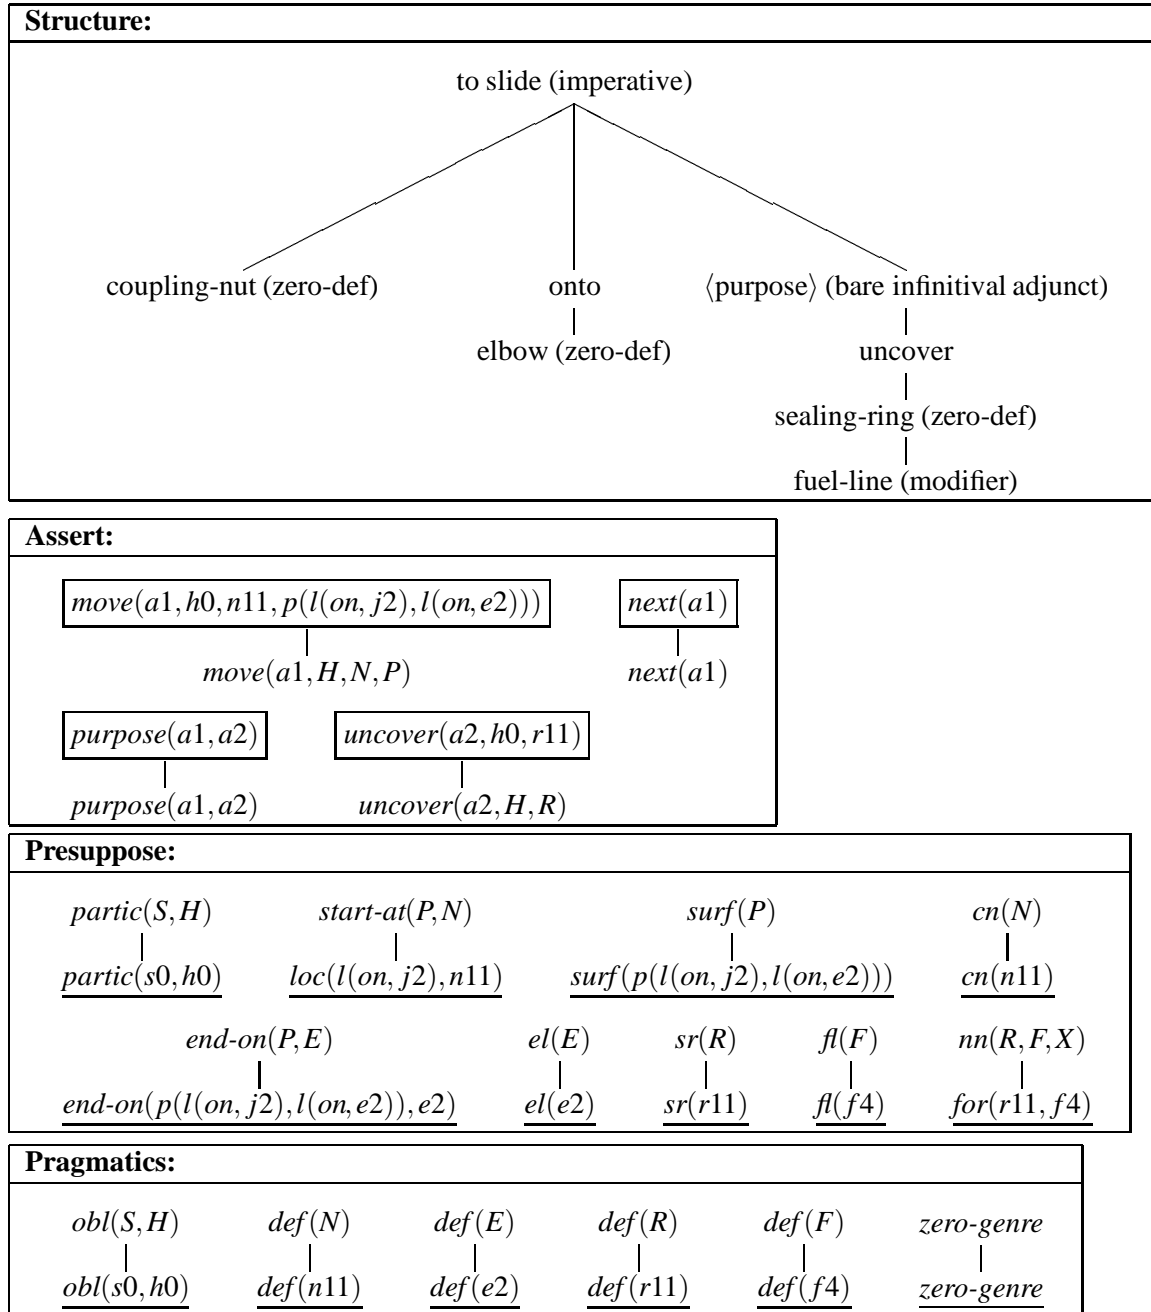 Structure:
to slide (imperative)
coupling-nut (zero-def) onto ⟨purpose⟩ (bare infinitival adjunct)
elbow (zero-def) uncover
sealing-ring (zero-def)
fuel-line (modifier)
Assert:
move(a1,h0,n11,p(l(on,j2),l(on,e2))) next(a1)
move(a1,H,N,P) next(a1)
purpose(a1,a2) uncover(a2,h0,r11)
purpose(a1,a2) uncover(a2,H,R)
Presuppose:
partic(S,H) start-at(P,N) surf(P) cn(N)
partic(s0,h0) loc(l(on,j2),n11) surf(p(l(on,j2),l(on,e2))) cn(n11)
end-on(P,E) el(E) sr(R) fl(F) nn(R,F,X)
end-on(p(l(on,j2),l(on,e2)),e2) el(e2) sr(r11) fl(f4) for(r11,f4)
Pragmatics:
obl(S,H) def(N) def(E) def(R) def(F) zero-genre
obl(s0,h0) def(n11) def(e2) def(r11) def(f4) zero-genre